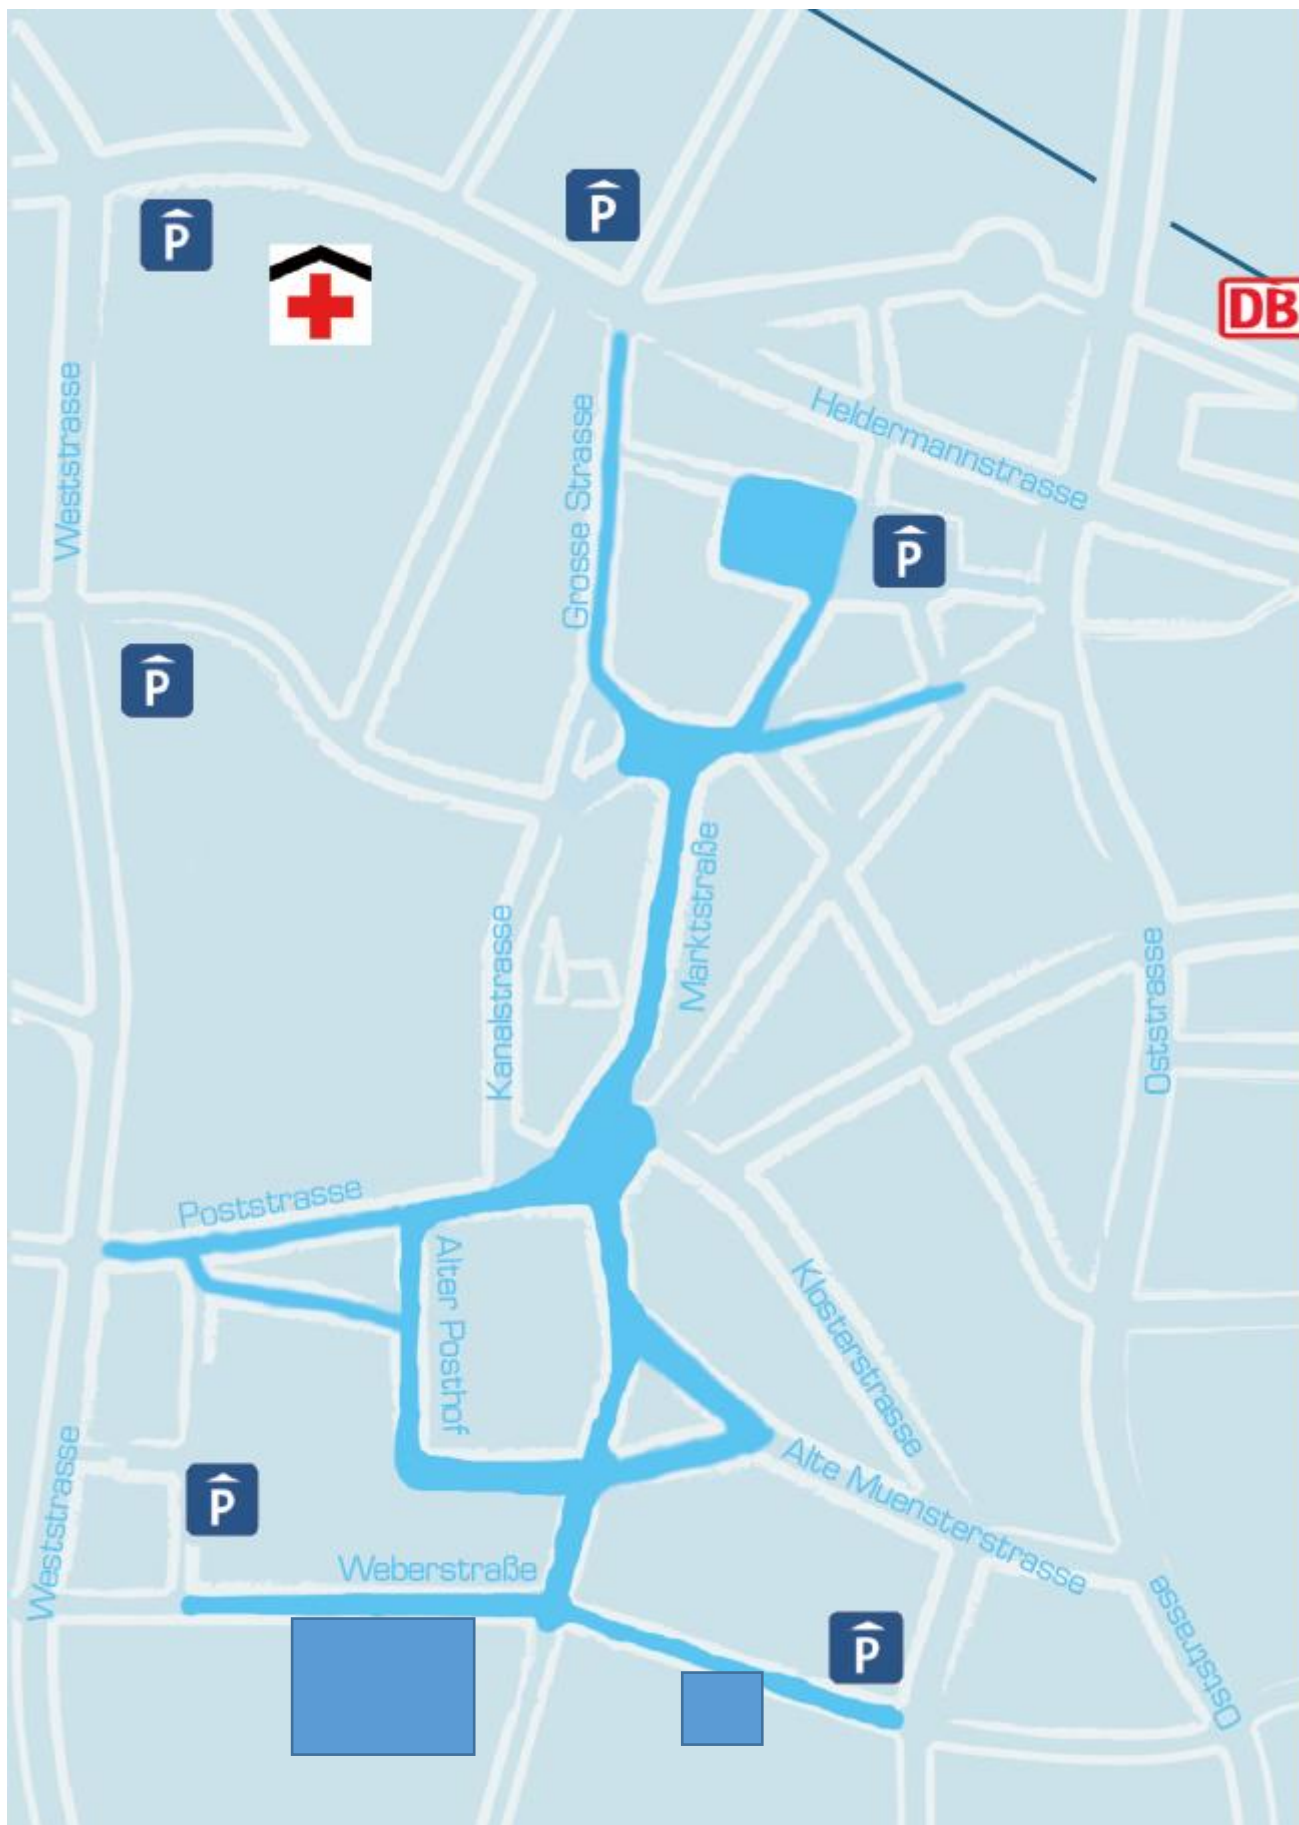 P
P
DB
Weststrasse
Grosse Strasse
Heldermannstrasse
P
P
Marktstraße
Kanalstrasse
Oststrasse
Poststrasse
Alter Posthof
Klosterstrasse
Weststrasse
Alte Muensterstrasse
P
Weberstraße
Oststrasse
P